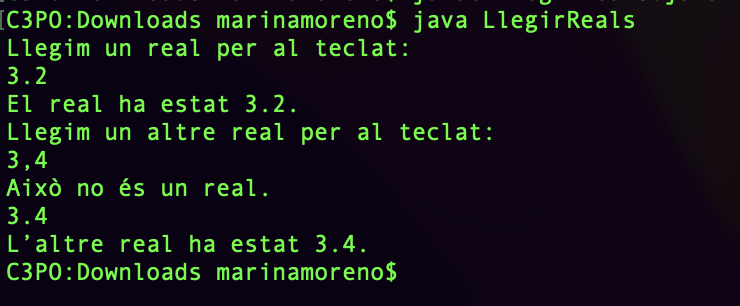 C3PO:Downloads marinamoreno$ java LlegirReals
Llegim un real per al teclat:
3.2
El real ha estat 3.2.
Llegim un altre real per al teclat:
3,4
Això no és un real.
3.4
L’altre real ha estat 3.4.
C3PO:Downloads marinamoreno$